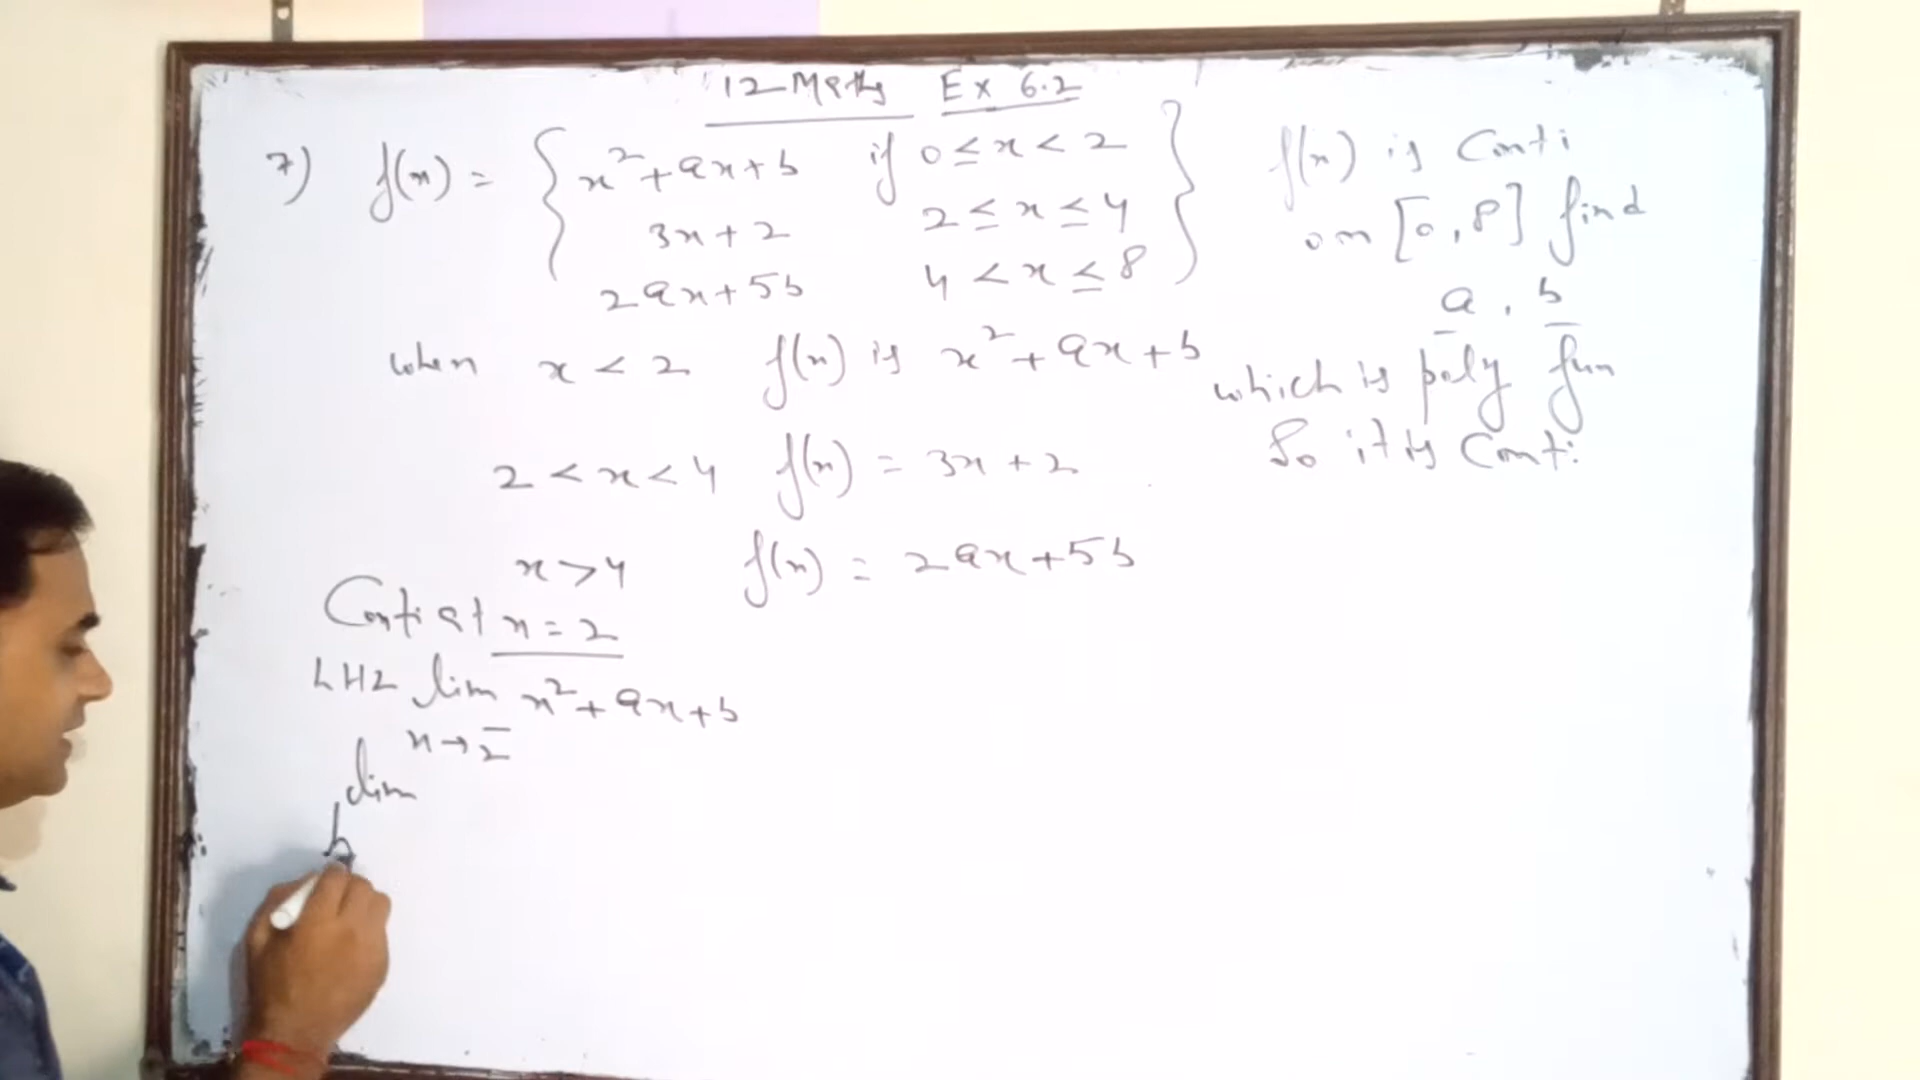 12 Maths Ex 6.2
7) f(x) = { x²+ax+b if 0≤x<2
3x+2 2≤x≤4
2ax+5b 4<x≤8 }
f(x) is Conti
on [0,8] find
a, b
when x<2 f(x) is x²+ax+b
which is poly fun
So it is Conti
2<x<4 f(x) = 3x+2
x>4 f(x) = 2ax+5b
Conti at x=2
LHL lim x²+ax+b
x→2⁻
lim
h